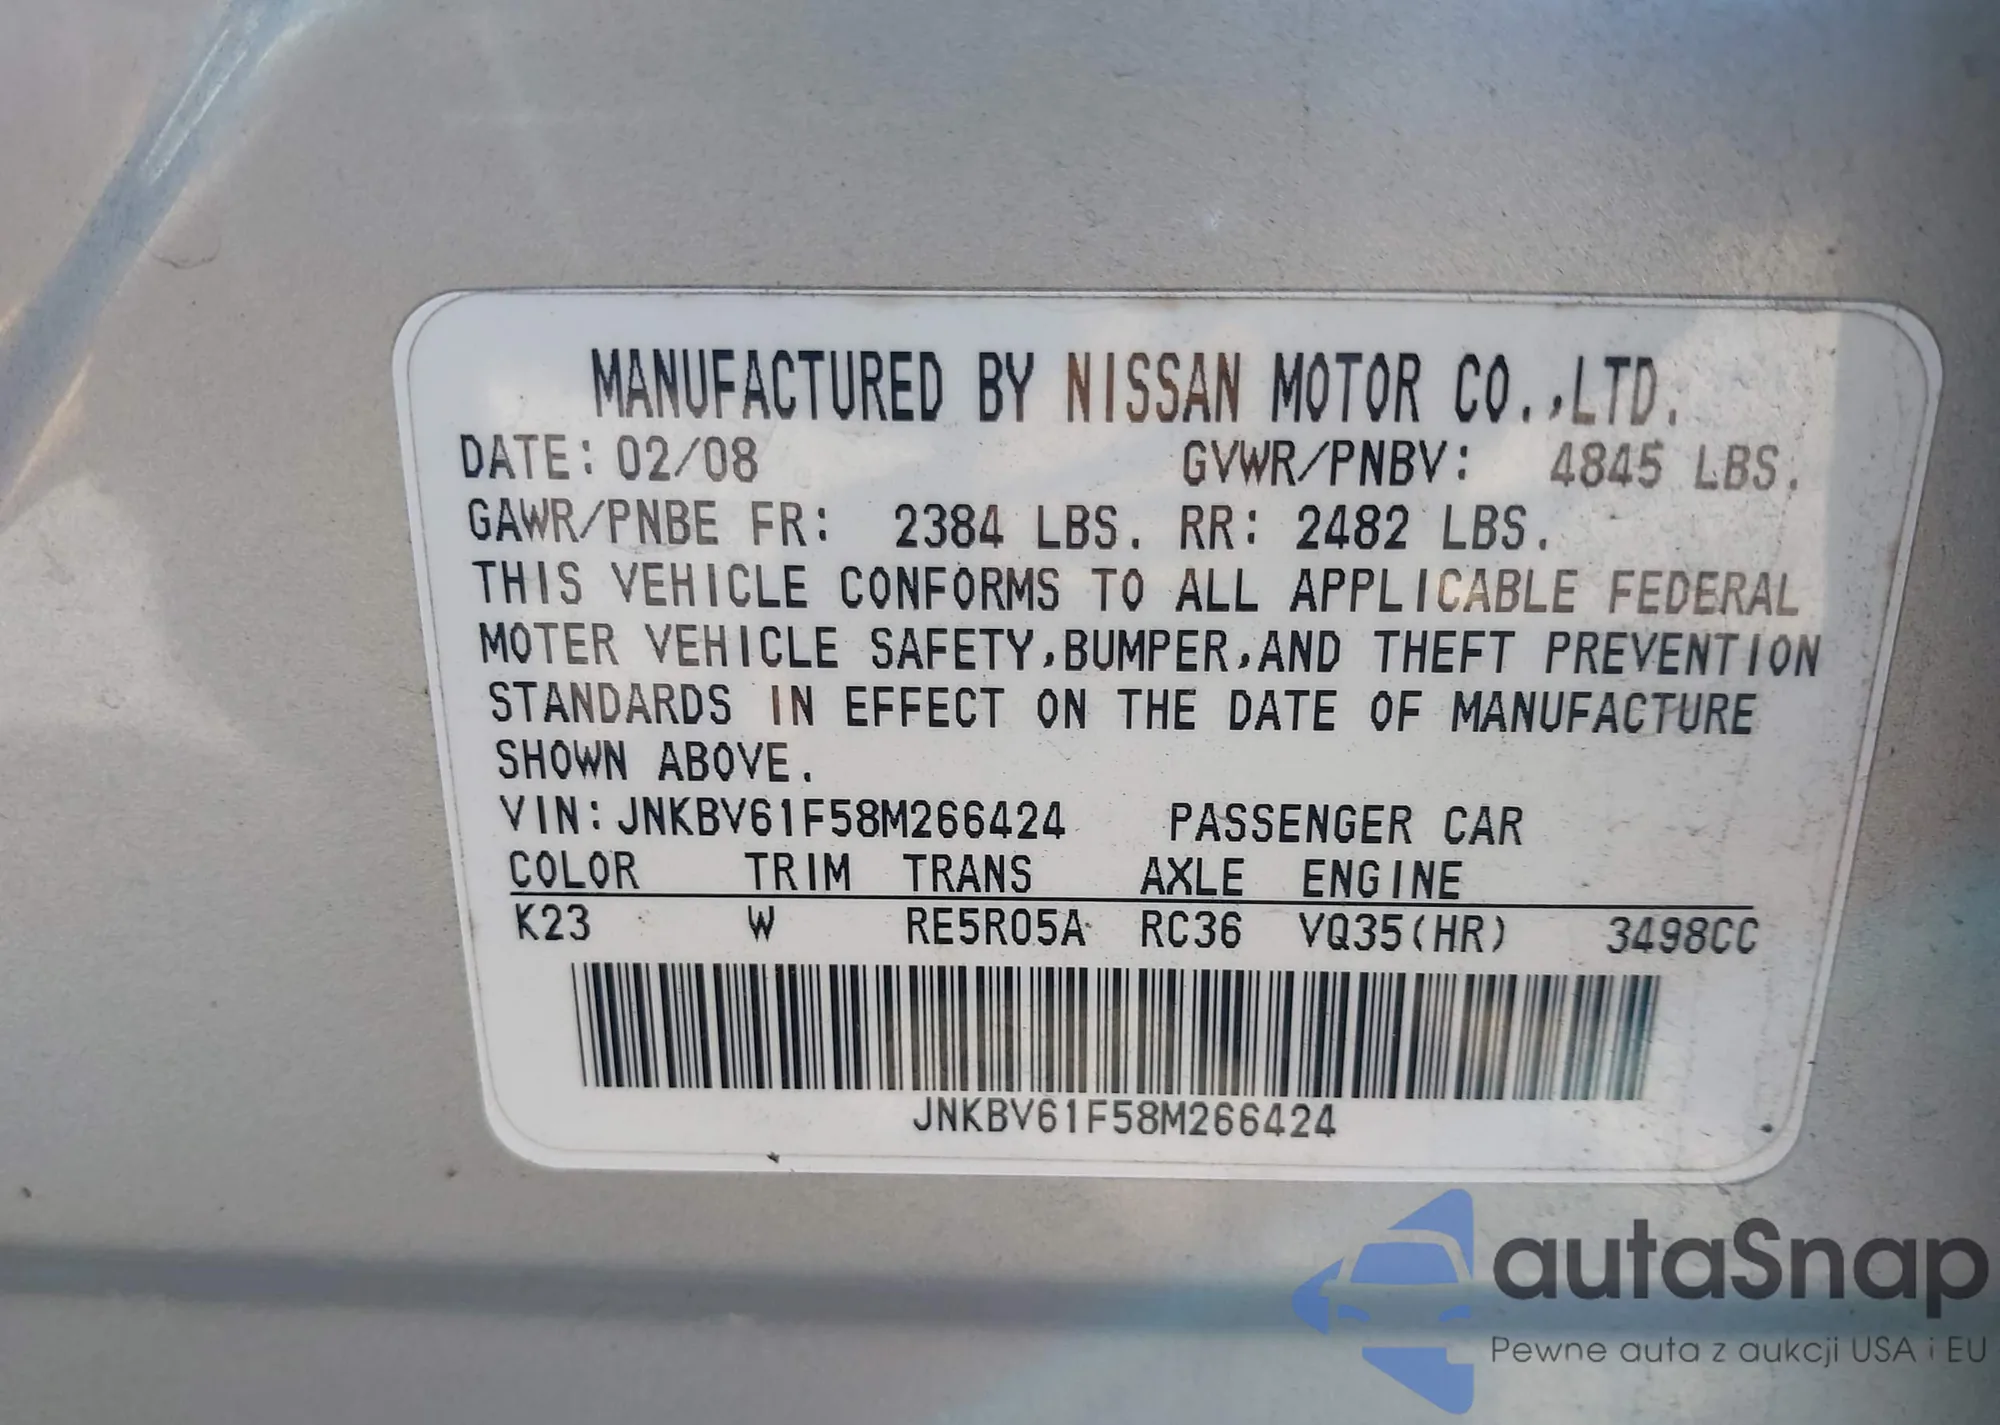 MANUFACTURED BY NISSAN MOTOR CO.,LTD.
DATE: 02/08 GVWR/PNBV: 4845 LBS.
GAWR/PNBE FR: 2384 LBS. RR: 2482 LBS.
THIS VEHICLE CONFORMS TO ALL APPLICABLE FEDERAL
MOTER VEHICLE SAFETY,BUMPER,AND THEFT PREVENTION
STANDARDS IN EFFECT ON THE DATE OF MANUFACTURE
SHOWN ABOVE.
VIN:JNKBV61F58M266424 PASSENGER CAR
COLOR TRIM TRANS AXLE ENGINE
K23 W RE5R05A RC36 VQ35(HR) 3498CC
JNKBV61F58M266424
autaSnap
Pewne auta z aukcji USA i EU